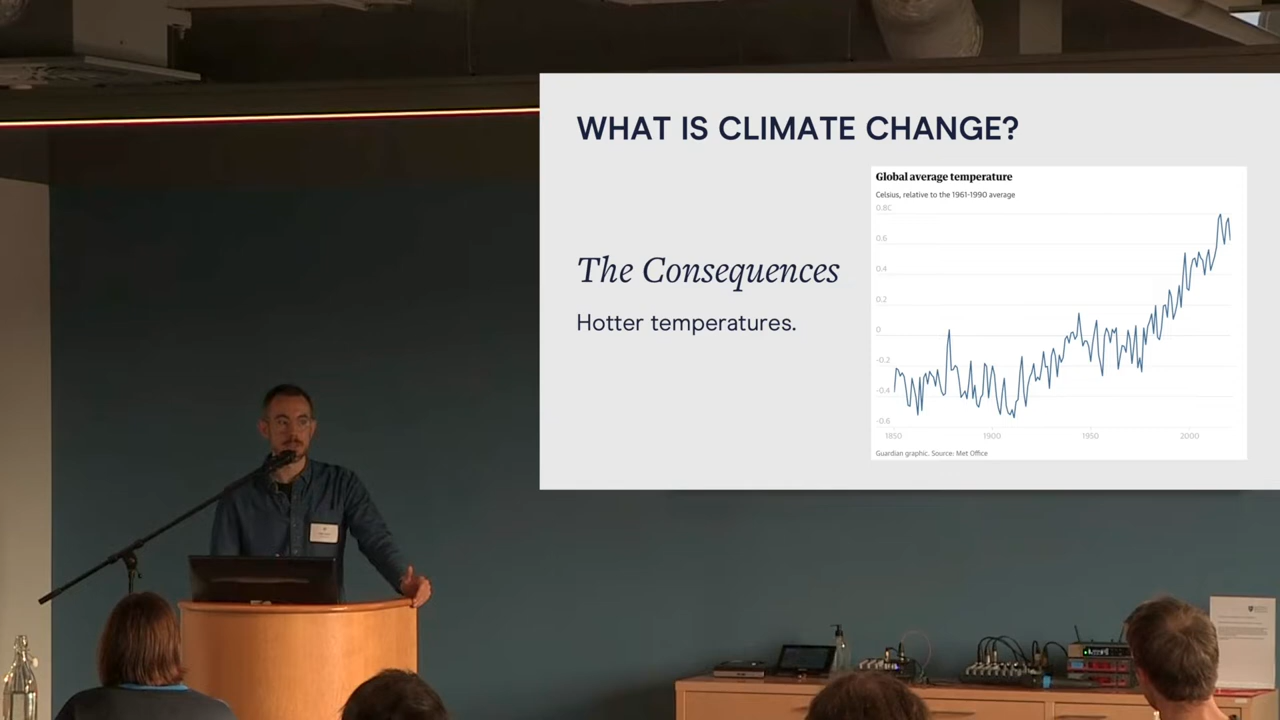 WHAT IS CLIMATE CHANGE?
The Consequences
Hotter temperatures.
Global average temperature
Celsius, relative to the 1961-1990 average
0.8C
0.6
0.4
0.2
0
-0.2
-0.4
-0.6
1850
1900
1950
2000
Guardian graphic. Source: Met Office